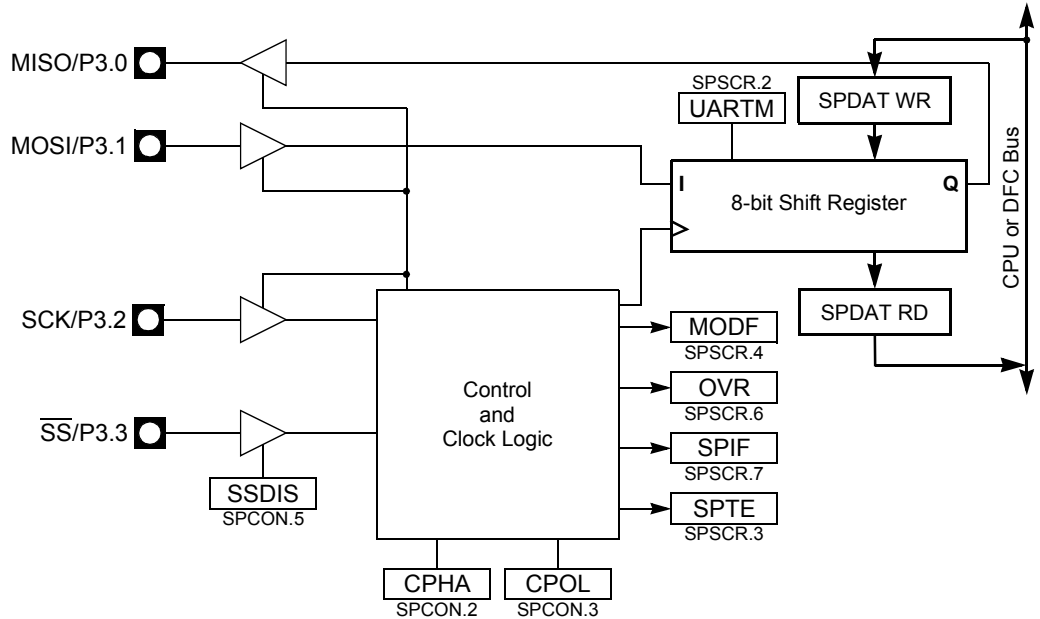 MISO/P3.0
SPSCR.2
UARTM
SPDAT WR
MOSI/P3.1
I
Q
8-bit Shift Register
CPU or DFC Bus
SCK/P3.2
SPDAT RD
MODF
SPSCR.4
Control
and
Clock Logic
OVR
SPSCR.6
SS/P3.3
SPIF
SPSCR.7
SSDIS
SPCON.5
SPTE
SPSCR.3
CPHA
SPCON.2
CPOL
SPCON.3